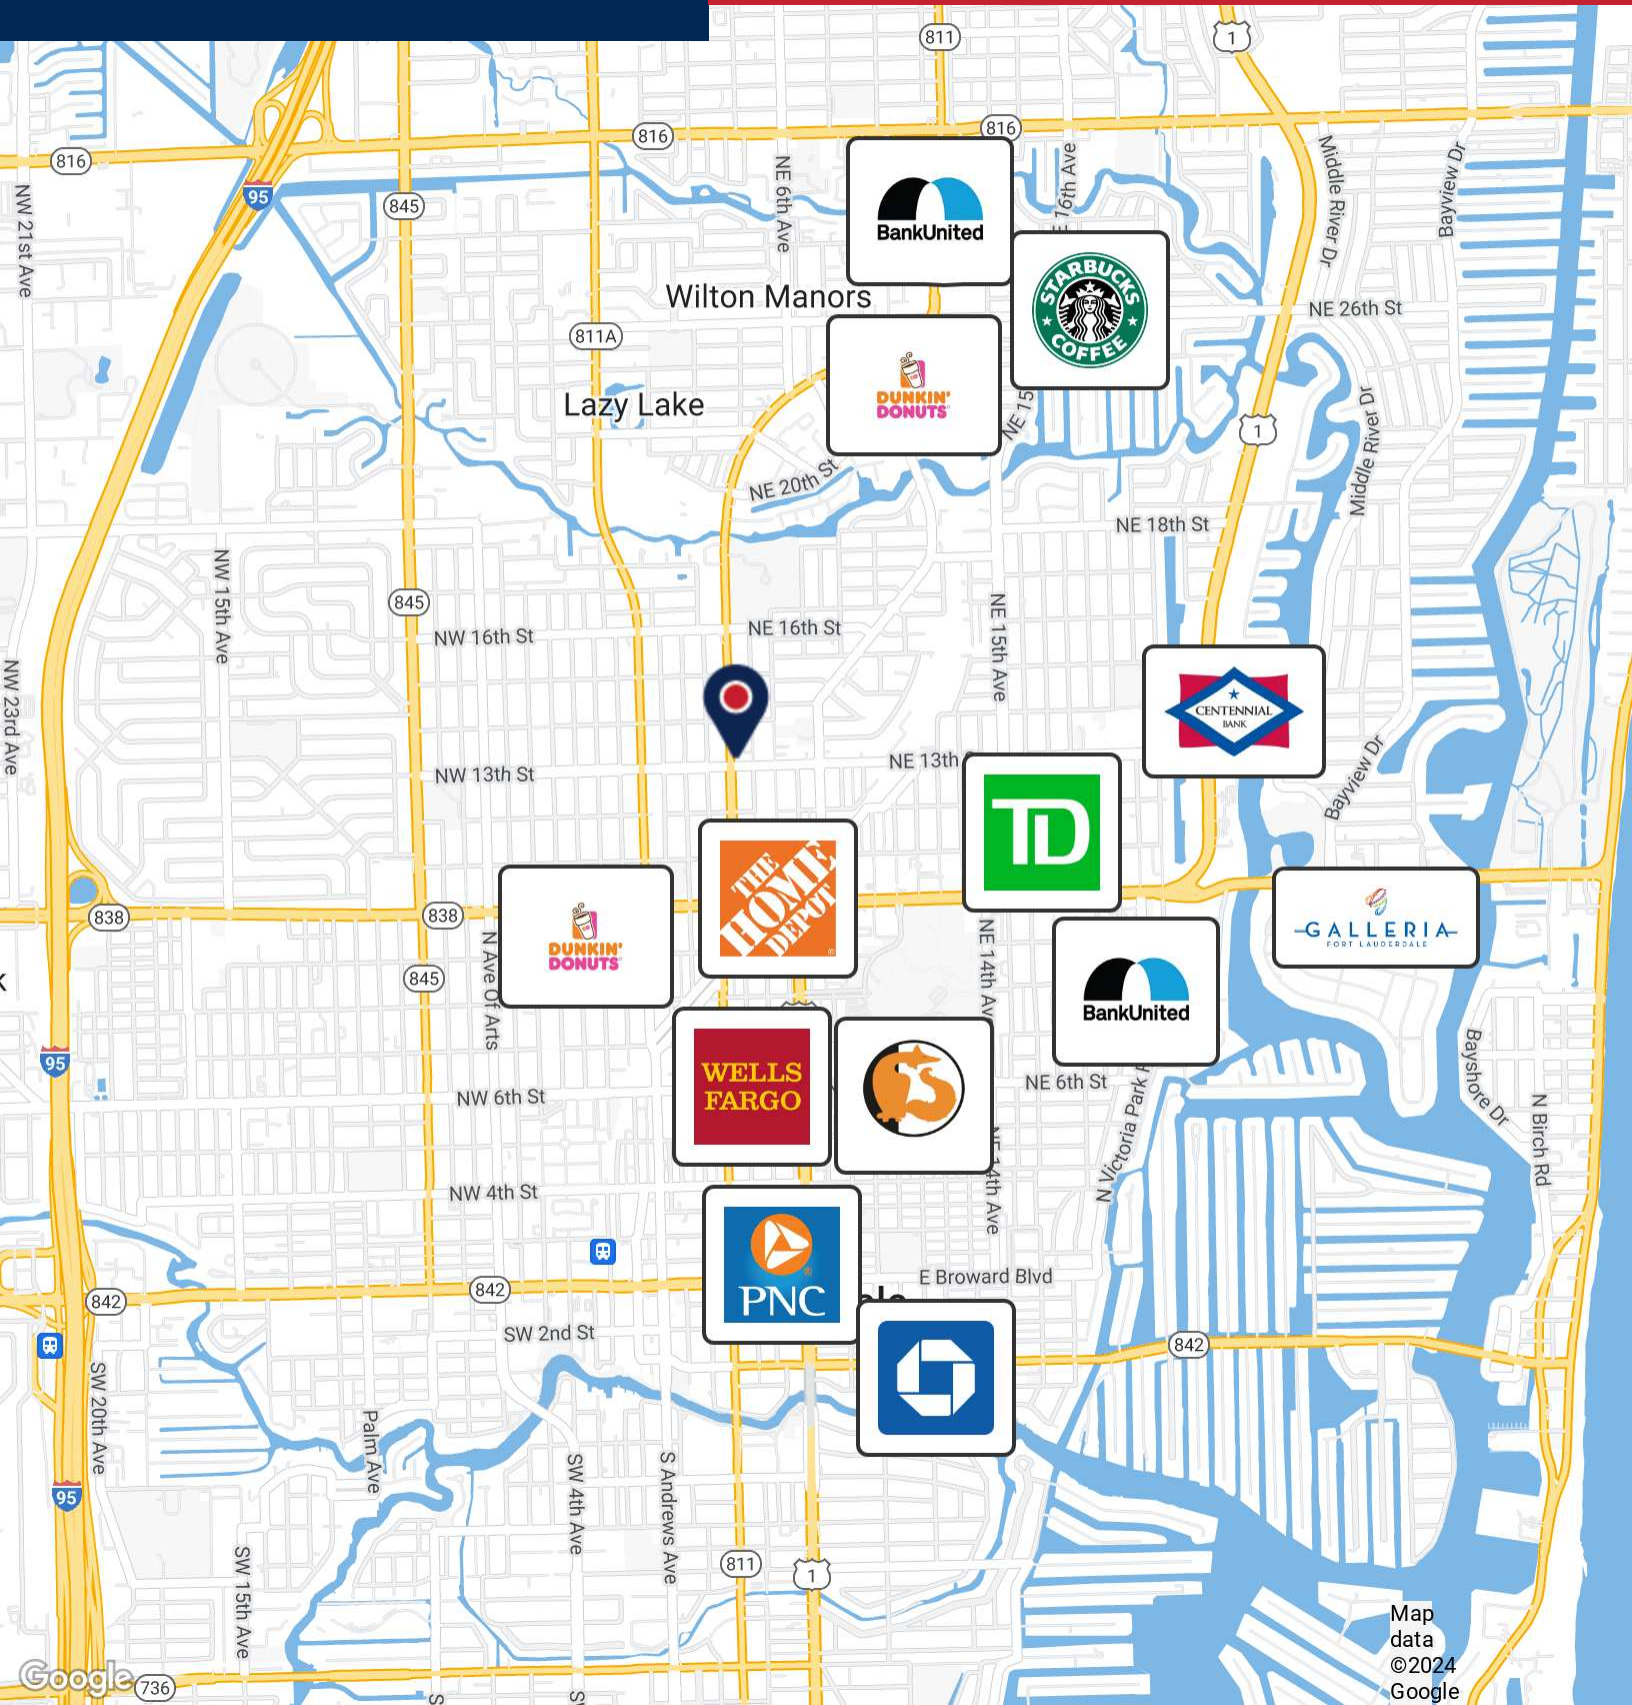 811
1
816
816
816
95
845
NW 21st Ave
NE 6th Ave
E 16th Ave
Middle River Dr
Bayview Dr
BankUnited
STARBUCKS
COFFEE
Wilton Manors
NE 26th St
811A
DUNKIN'
DONUTS
Lazy Lake
NE 15
1
Middle River Dr
NE 20th St
NE 18th St
NW 15th Ave
845
NW 16th St
NE 16th St
NE 15th Ave
NW 23rd Ave
CENTENNIAL
BANK
NW 13th St
NE 13th
Bayview Dr
TD
THE
HOME
DEPOT
838
838
N Ave Of Arts
DUNKIN'
DONUTS
NE 14th Av
GALLERIA
FORT LAUDERDALE
845
BankUnited
95
WELLS
FARGO
NE 6th St
NW 6th St
Bayshore Dr
N Birch Rd
N Victoria Park
NE 14th Ave
NW 4th St
E Broward Blvd
842
842
PNC
SW 2nd St
842
SW 20th Ave
Palm Ave
SW 4th Ave
S Andrews Ave
95
SW 15th Ave
811
1
Map
data
©2024
Google
Google
736